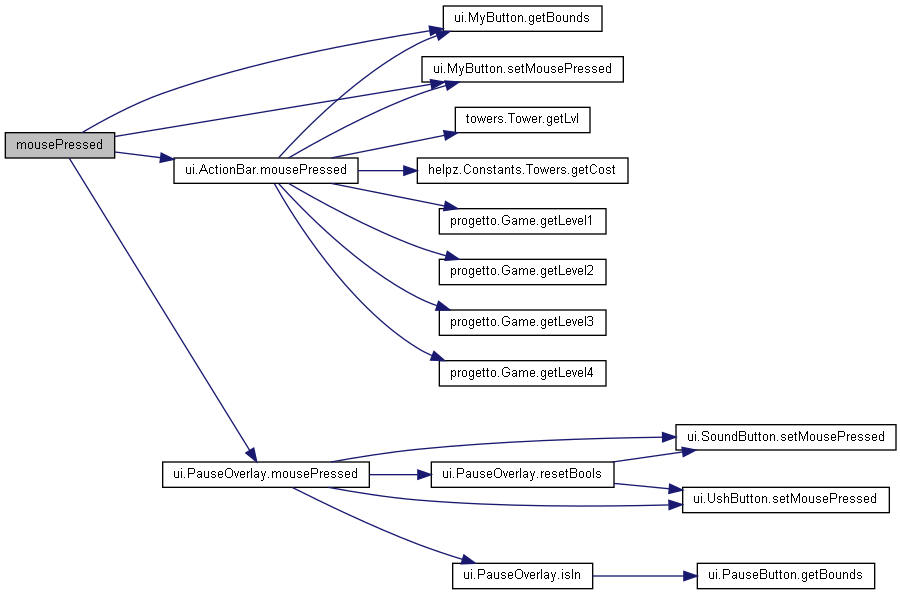 ui.MyButton.getBounds
ui.MyButton.setMousePressed
towers.Tower.getLvl
mousePressed
ui.ActionBar.mousePressed
helpz.Constants.Towers.getCost
progetto.Game.getLevel1
progetto.Game.getLevel2
progetto.Game.getLevel3
progetto.Game.getLevel4
ui.SoundButton.setMousePressed
ui.PauseOverlay.mousePressed
ui.PauseOverlay.resetBools
ui.UshButton.setMousePressed
ui.PauseOverlay.isIn
ui.PauseButton.getBounds